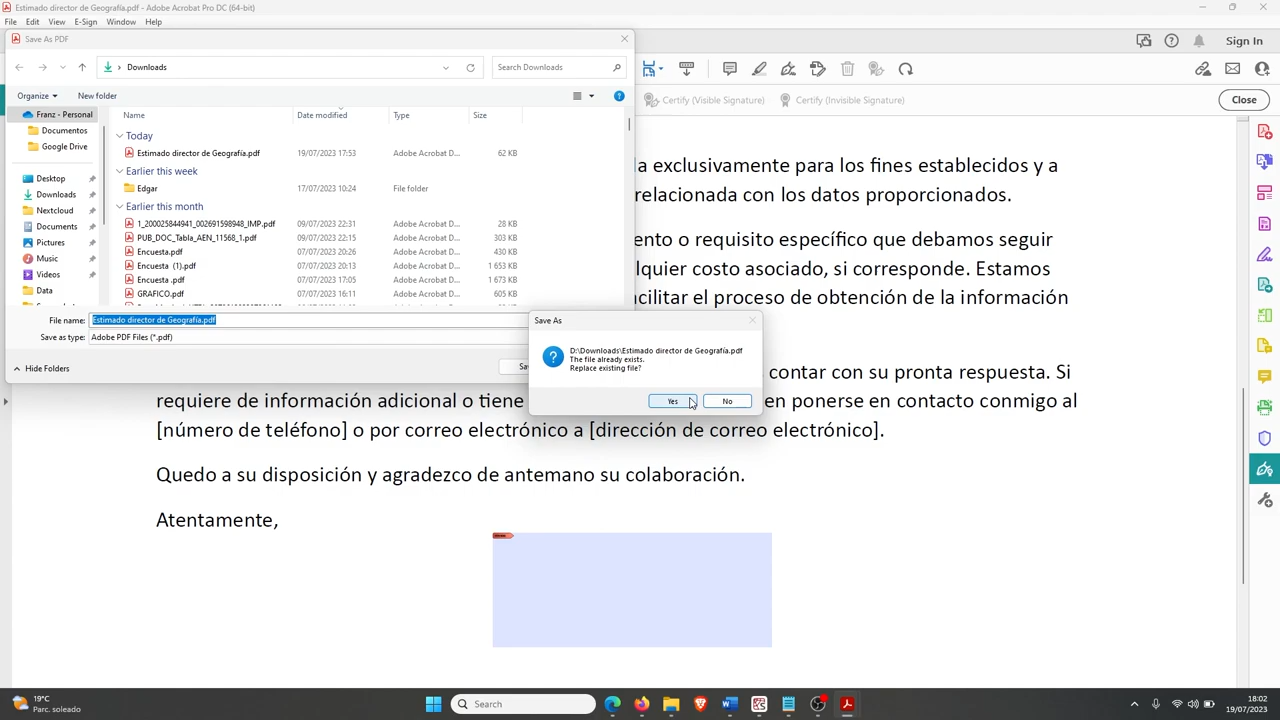 Estimado director de Geografía.pdf - Adobe Acrobat Pro DC (64-bit)
File Edit View E-Sign Window Help
Save As PDF
Sign In
Downloads
Search Downloads
Organize New folder
Certify (Visible Signature) Certify (Invisible Signature) Close
Franz - Personal
Documentos
Google Drive
Desktop
Downloads
Nextcloud
Documents
Pictures
Music
Videos
Data
Name Date modified Type Size
Today
Estimado director de Geografía.pdf 19/07/2023 17:53 Adobe Acrobat D... 62 KB
Earlier this week
Edgar 17/07/2023 10:24 File folder
Earlier this month
1_200025844941_002691598948_IMP.pdf 09/07/2023 22:31 Adobe Acrobat D... 28 KB
PUB_DOC_Tabla_AEN_11568_1.pdf 09/07/2023 22:15 Adobe Acrobat D... 303 KB
Encuesta.pdf 07/07/2023 20:26 Adobe Acrobat D... 430 KB
Encuesta (1).pdf 07/07/2023 20:13 Adobe Acrobat D... 1 653 KB
Encuesta .pdf 07/07/2023 17:05 Adobe Acrobat D... 1 673 KB
GRAFICO.pdf 07/07/2023 16:11 Adobe Acrobat D... 605 KB
File name: Estimado director de Geografía.pdf
Save as type: Adobe PDF Files (*.pdf)
Hide Folders
Save As
D:\Downloads\Estimado director de Geografía.pdf
The file already exists.
Replace existing file?
Yes No
la exclusivamente para los fines establecidos y a
relacionada con los datos proporcionados.
ento o requisito específico que debamos seguir
lquier costo asociado, si corresponde. Estamos
acilitar el proceso de obtención de la información
contar con su pronta respuesta. Si
requiere de información adicional o tiene en ponerse en contacto conmigo al
[número de teléfono] o por correo electrónico a [dirección de correo electrónico].
Quedo a su disposición y agradezco de antemano su colaboración.
Atentamente,
19°C
Parc. soleado
Search
18:02
19/07/2023